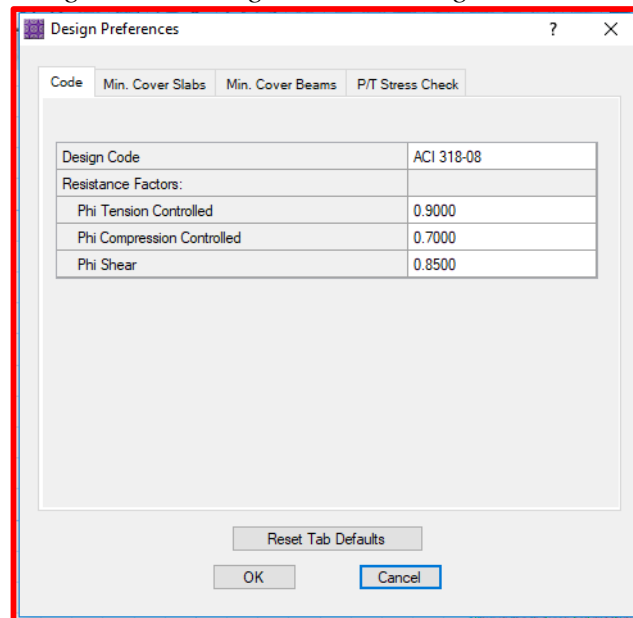 Design Preferences ? ×
Code Min. Cover Slabs Min. Cover Beams P/T Stress Check
Design Code ACI 318-08
Resistance Factors:
Phi Tension Controlled 0.9000
Phi Compression Controlled 0.7000
Phi Shear 0.8500
Reset Tab Defaults
OK Cancel